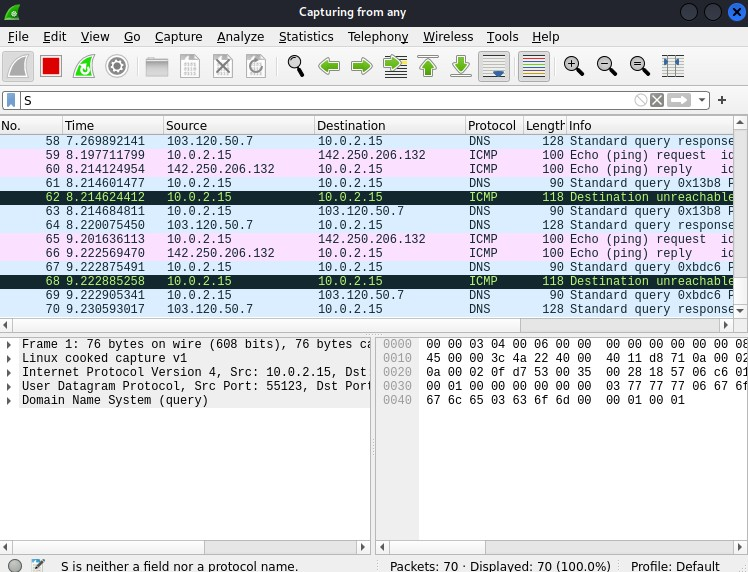 Capturing from any
File Edit View Go Capture Analyze Statistics Telephony Wireless Tools Help
S
No. Time Source Destination Protocol Length Info
58 7.269892141 103.120.50.7 10.0.2.15 DNS 128 Standard query response
59 8.197711799 10.0.2.15 142.250.206.132 ICMP 100 Echo (ping) request id
60 8.214124954 142.250.206.132 10.0.2.15 ICMP 100 Echo (ping) reply id
61 8.214601477 10.0.2.15 10.0.2.15 DNS 90 Standard query 0x13b8 P
62 8.214624412 10.0.2.15 10.0.2.15 ICMP 118 Destination unreachable
63 8.214684811 10.0.2.15 103.120.50.7 DNS 90 Standard query 0x13b8 P
64 8.220075450 10.0.2.15 10.0.2.15 DNS 128 Standard query response
65 9.201636113 10.0.2.15 142.250.206.132 ICMP 100 Echo (ping) request id
66 9.222569470 142.250.206.132 10.0.2.15 ICMP 100 Echo (ping) reply id
67 9.222875491 10.0.2.15 10.0.2.15 DNS 90 Standard query 0xbdc6 P
68 9.222885258 10.0.2.15 10.0.2.15 ICMP 118 Destination unreachable
69 9.222905341 10.0.2.15 103.120.50.7 DNS 90 Standard query 0xbdc6 P
70 9.230593017 10.0.2.15 10.0.2.15 DNS 128 Standard query response
Frame 1: 76 bytes on wire (608 bits), 76 bytes ca
Linux cooked capture v1
Internet Protocol Version 4, Src: 10.0.2.15, Dst
User Datagram Protocol, Src Port: 55123, Dst Port
Domain Name System (query)
0000 00 00 03 04 00 06 00 00 00 00 00 00 00 00 08
0010 45 00 00 3c 4a 22 40 00 40 11 d8 71 0a 00 02
0020 0a 00 02 0f d7 53 00 35 00 28 18 57 06 c6 01
0030 00 01 00 00 00 00 00 00 03 77 77 77 06 67 6f
0040 67 6c 65 03 63 6f 6d 00 00 01 00 01
S is neither a field nor a protocol name. Packets: 70 · Displayed: 70 (100.0%) Profile: Default